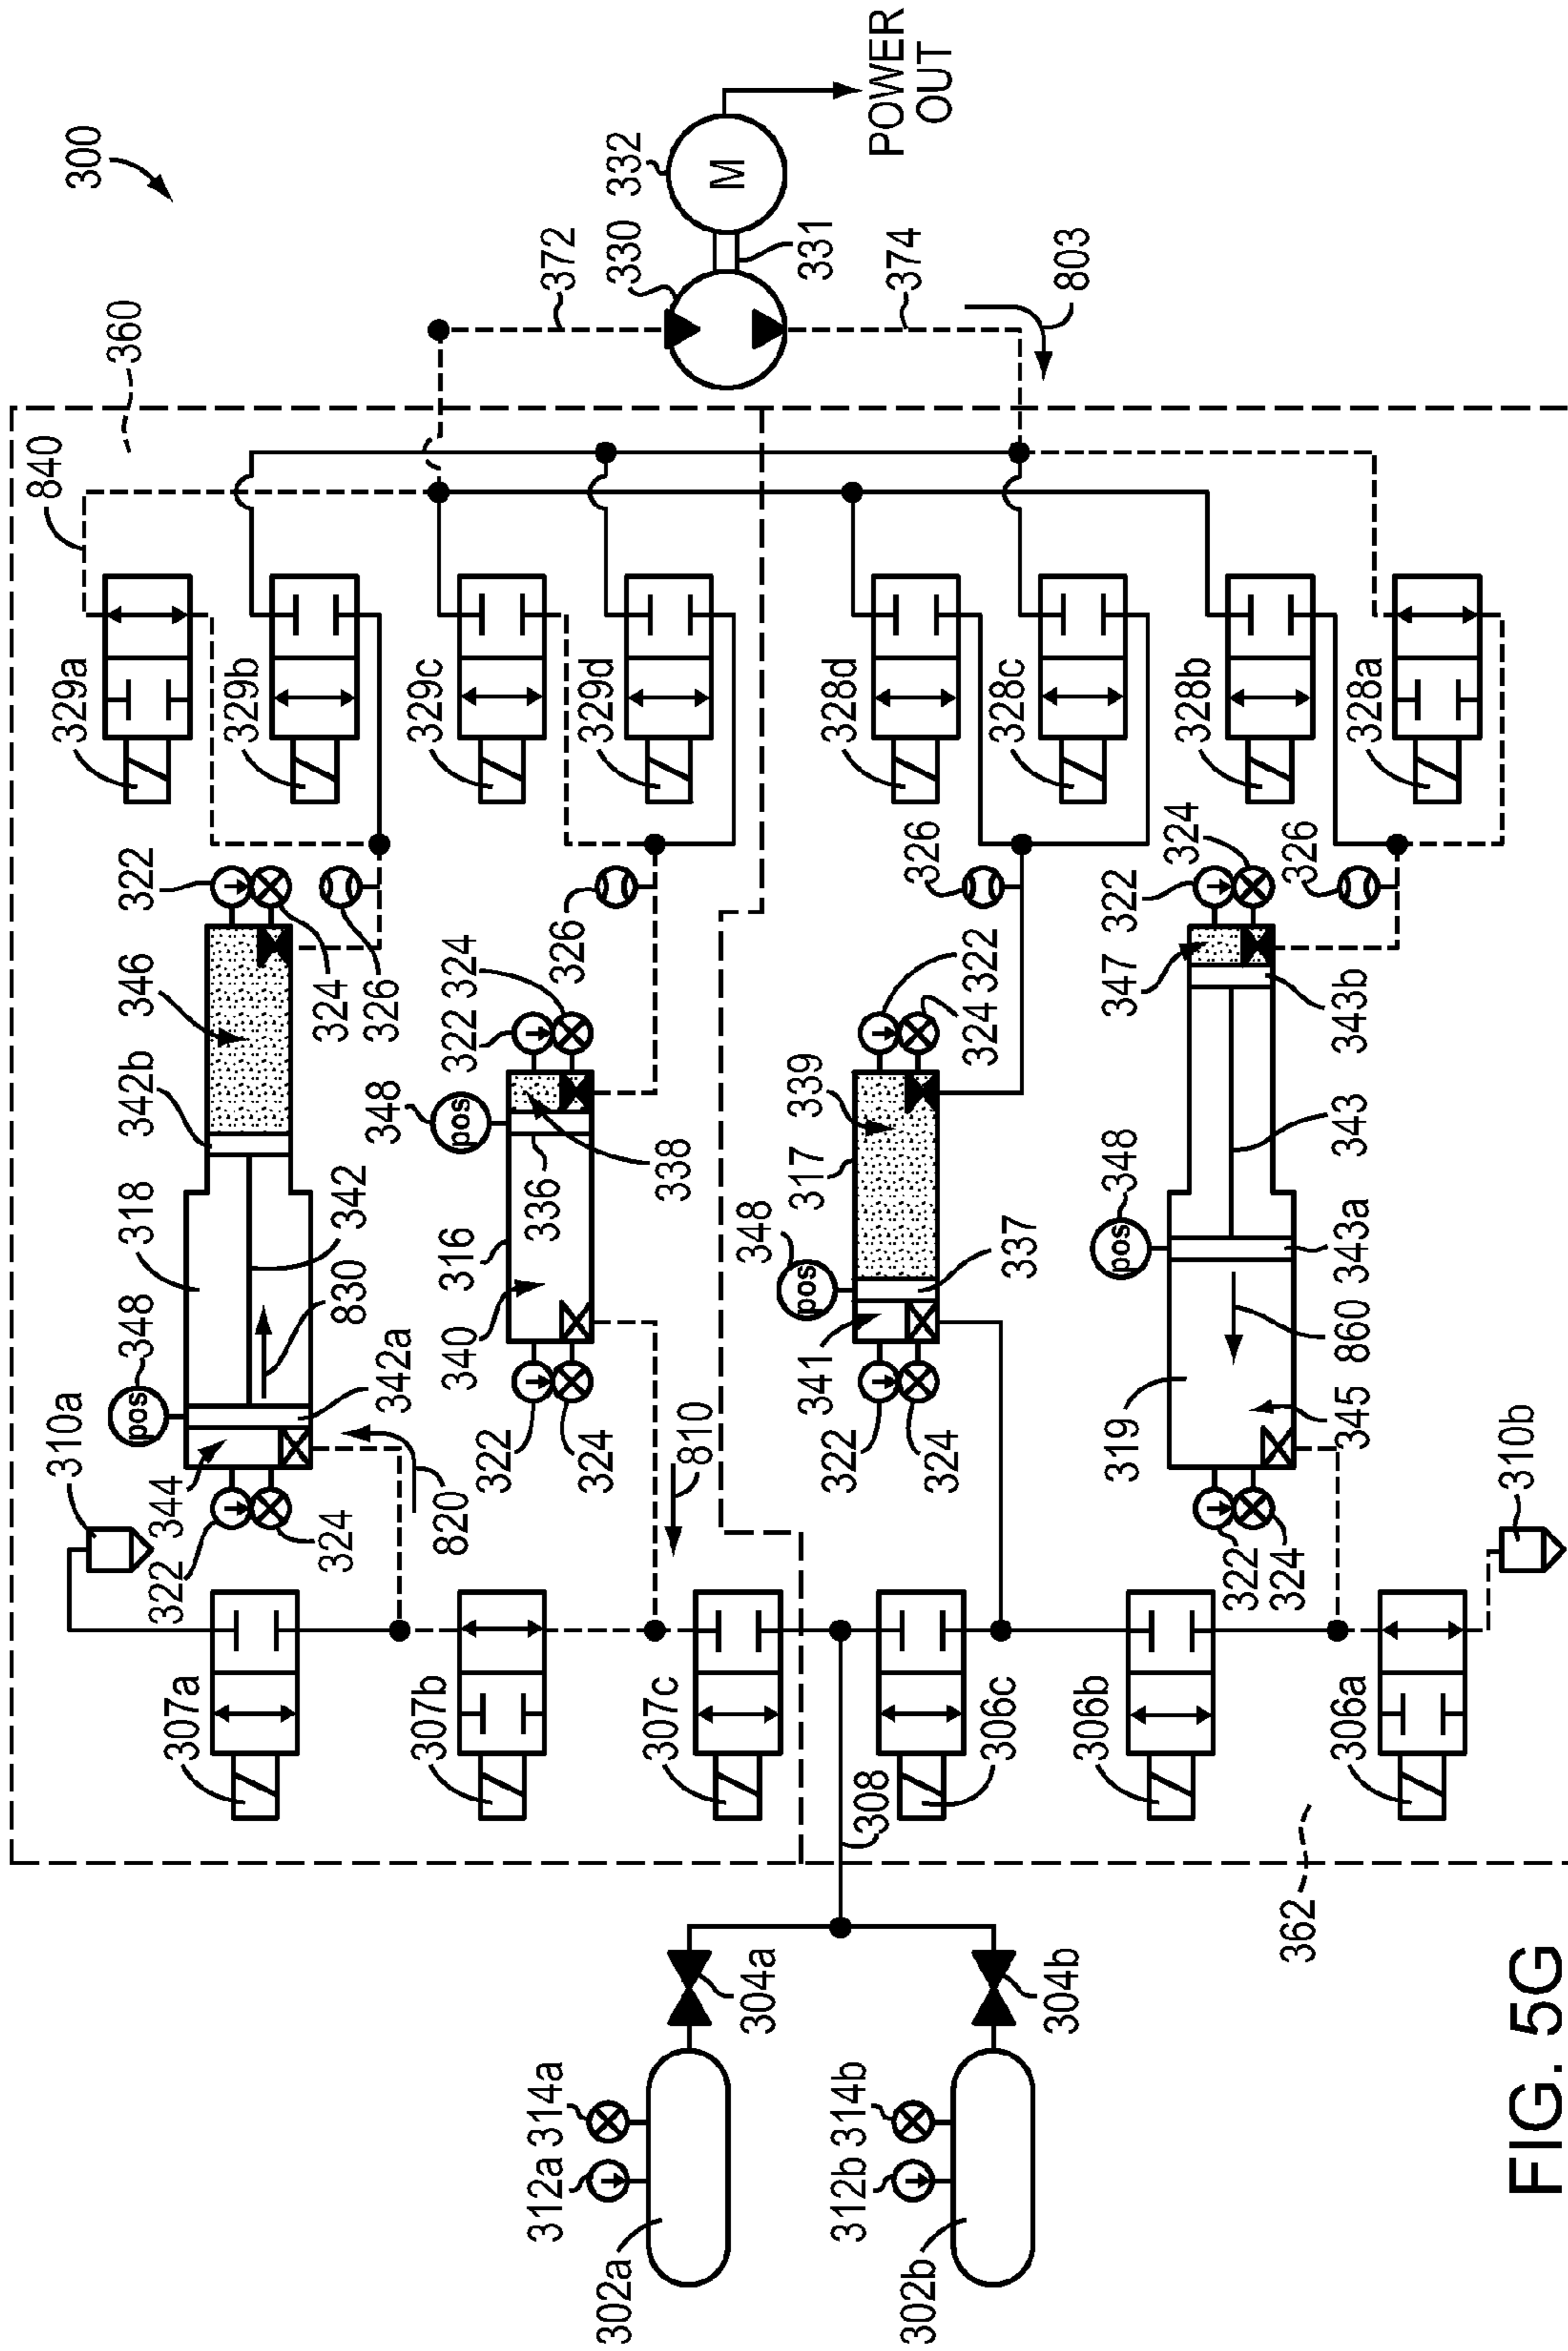 300
360
840
329a
329b
329c
329d
328d
328c
328b
328a
372
330
332
M
331
374
803
POWER
OUT
322
324
326
346
342b
318
348
pos
342
830
342a
310a
344
322
324
820
322
324
326
348
pos
338
336
316
340
322
324
810
326
322
324
339
317
348
pos
337
341
322
324
322
324
326
347
343b
343
348
pos
343a
860
319
345
322
324
310b
307a
307b
307c
306c
306b
306a
308
362
304a
304b
312a
314a
302a
312b
314b
302b
FIG. 5G